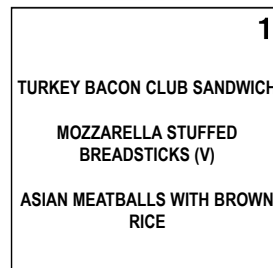 1
TURKEY BACON CLUB SANDWICH
MOZZARELLA STUFFED
BREADSTICKS (V)
ASIAN MEATBALLS WITH BROWN
RICE